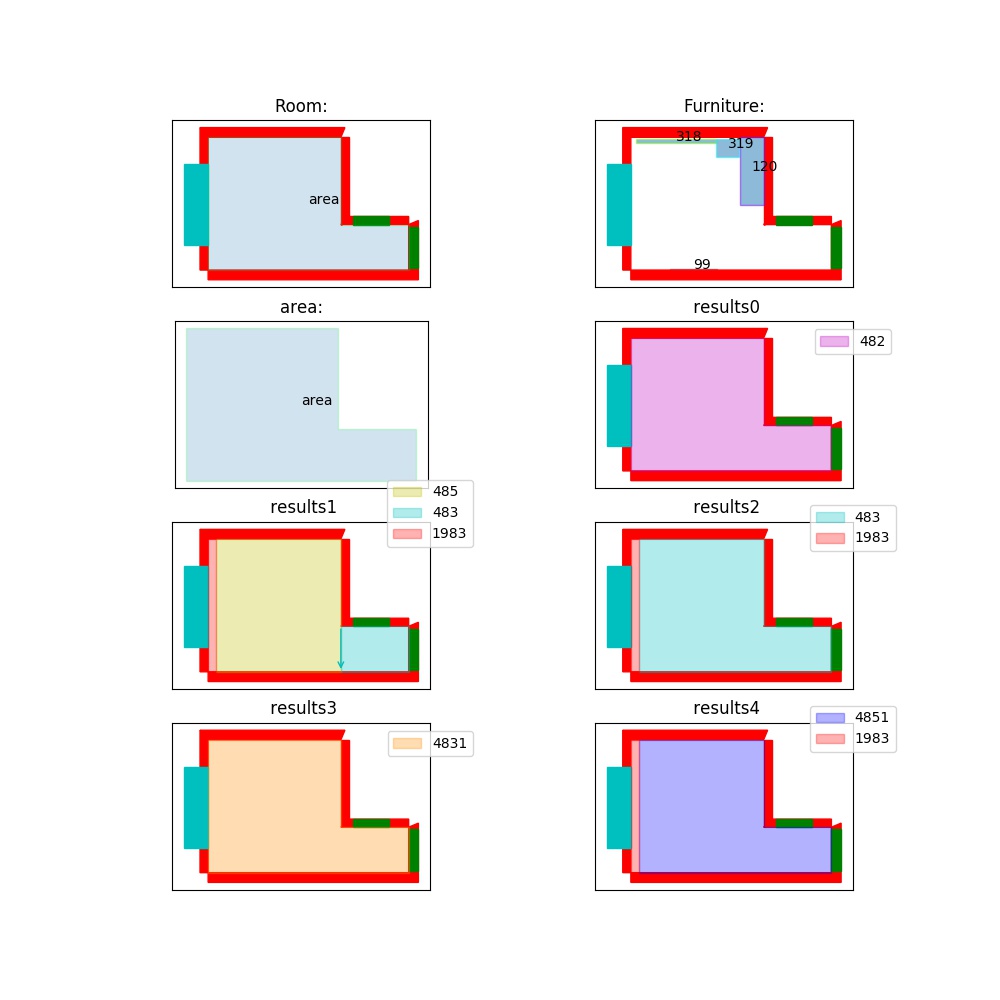 Room:
area
Furniture:
318
319
120
99
area:
area
results0
482
results1
485
483
1983
results2
483
1983
results3
4831
results4
4851
1983